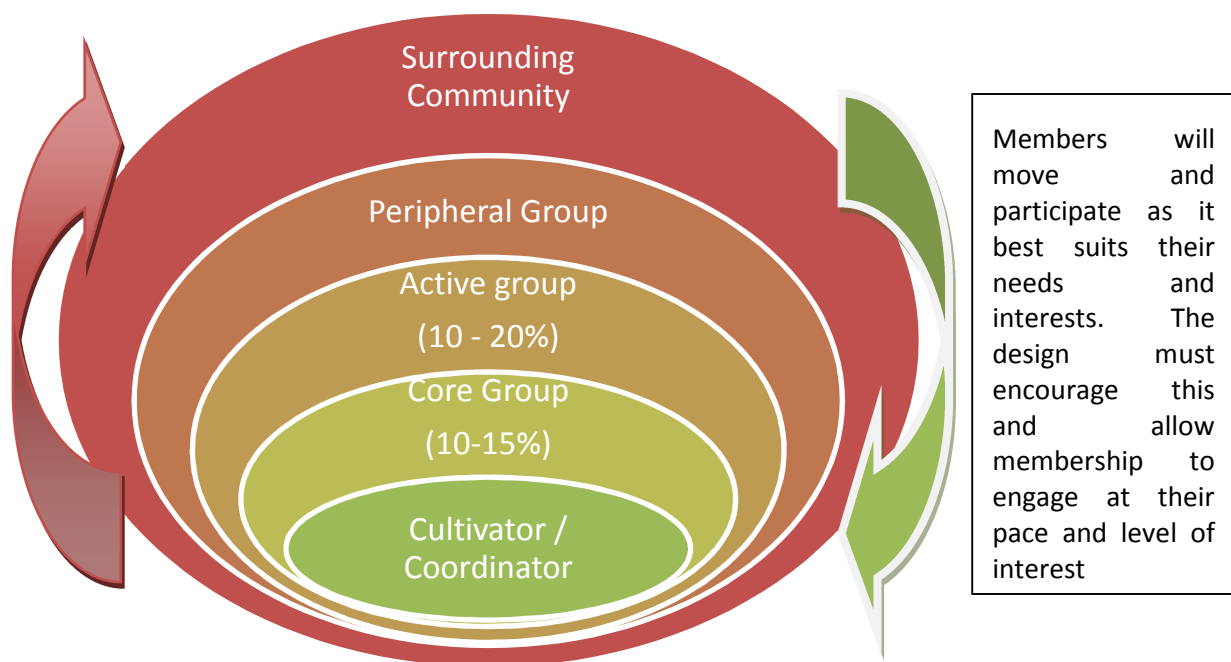 Surrounding
Community
Peripheral Group
Active group
(10 - 20%)
Core Group
(10-15%)
Cultivator /
Coordinator
Members will
move and
participate as it
best suits their
needs and
interests. The
design must
encourage this
and allow
membership to
engage at their
pace and level of
interest